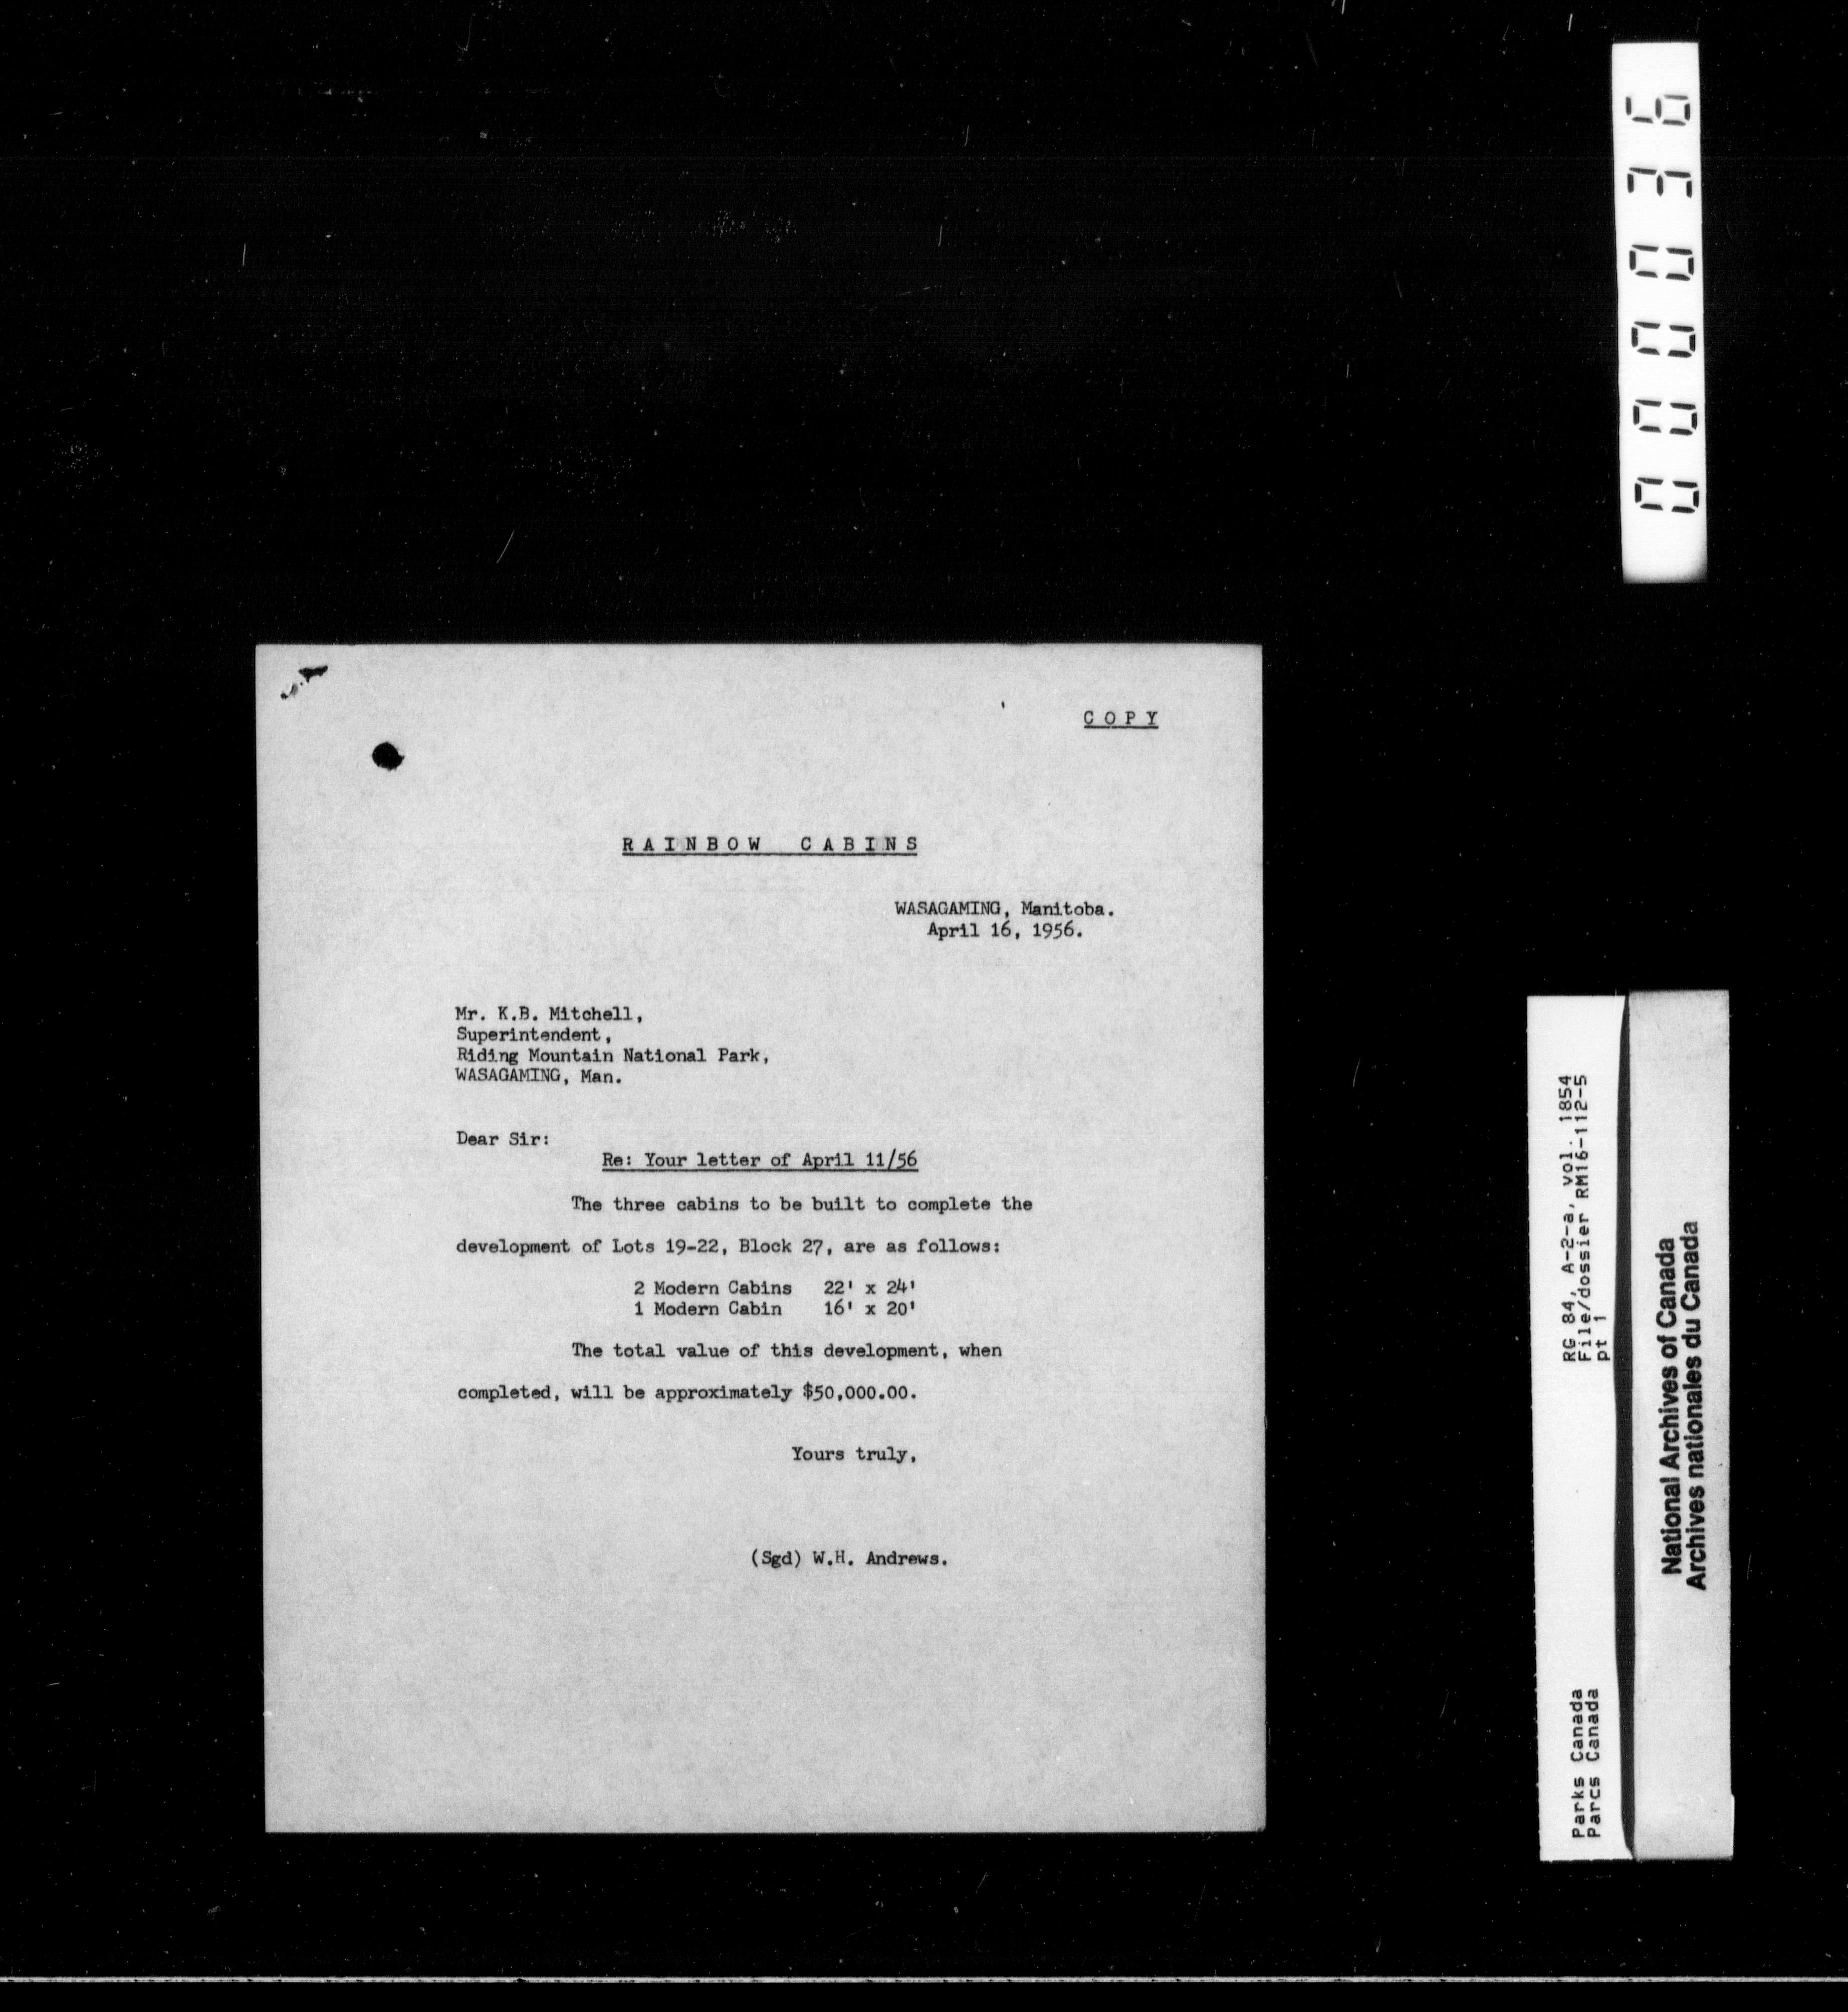 COPY
RAINBOW CABINS
WASAGAMING, Manitoba.
April 16, 1956.
Mr. K.B. Mitchell,
Superintendent,
Riding Mountain National Park,
WASAGAMING, Man.
Dear Sir:
Re: Your letter of April 11/56
The three cabins to be built to complete the
development of Lots 19-22, Block 27, are as follows:
2 Modern Cabins 22' x 24'
1 Modern Cabin 16' x 20'
The total value of this development, when
completed, will be approximately $50,000.00.
Yours truly,
(Sgd) W.H. Andrews.
000036
RG 84, A-2-a, vol. 1854
File/dossier RM16-112-5
pt 1
Parks Canada
Parcs Canada
National Archives of Canada
Archives nationales du Canada